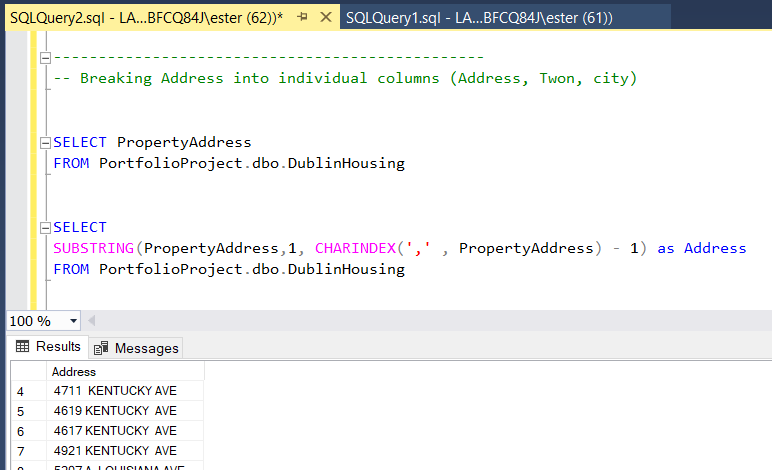 SQLQuery2.sql - LA...BFCQ84J\ester (62))* SQLQuery1.sql - LA...BFCQ84J\ester (61))
-----------------------------------------------
-- Breaking Address into individual columns (Address, Twon, city)
SELECT PropertyAddress
FROM PortfolioProject.dbo.DublinHousing
SELECT
SUBSTRING(PropertyAddress,1, CHARINDEX(',' , PropertyAddress) - 1) as Address
FROM PortfolioProject.dbo.DublinHousing
100 %
Results Messages
Address
4 4711 KENTUCKY AVE
5 4619 KENTUCKY AVE
6 4617 KENTUCKY AVE
7 4921 KENTUCKY AVE
LOUISIANA AVE